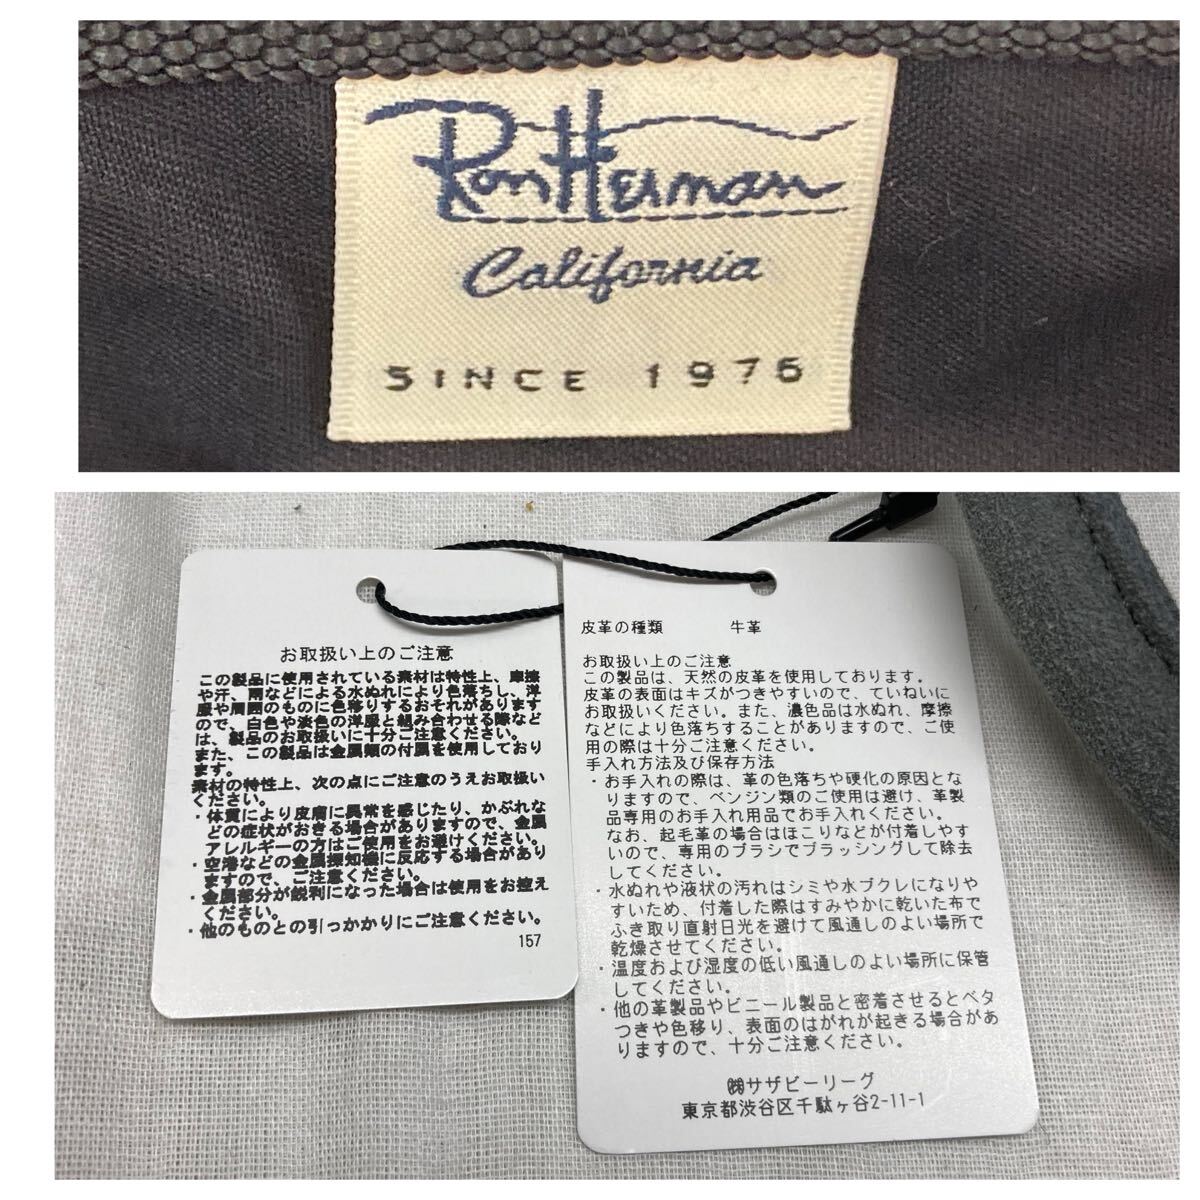 Ron Herman
California
SINCE 1976
お取扱い上のご注意
この製品に使用されている素材は特性上、摩擦
や汗、雨などによる水ぬれにより色落ちし、洋
服や周囲のものに色移りするおそれがあります
ので、白色や淡色の洋服と組み合わせる際など
は、製品のお取扱いに十分ご注意ください。
また、この製品は金属類の付属を使用しており
ます。
素材の特性上、次の点にご注意のうえお取扱い
ください。
・体質により皮膚に異常を感じたり、かぶれな
どの症状がおきる場合がありますので、金属
アレルギーの方はご使用をお避けください。
・空港などの金属探知機に反応する場合があり
ますので、ご注意ください。
・金属部分が鋭利になった場合は使用をお控え
ください。
・他のものとの引っかかりにご注意ください。
157
皮革の種類 牛革
お取扱い上のご注意
この製品は、天然の皮革を使用しております。
皮革の表面はキズがつきやすいので、ていねいに
お取扱いください。また、濃色品は水ぬれ、摩擦
などにより色落ちすることがありますので、ご使
用の際は十分ご注意ください。
手入れ方法及び保存方法
・お手入れの際は、革の色落ちや硬化の原因とな
りますので、ベンジン類のご使用は避け、革製
品専用のお手入れ用品でお手入れください。
なお、起毛革の場合はほこりなどが付着しやす
いので、専用のブラシでブラッシングして除去
してください。
・水ぬれや液状の汚れはシミや水ブクレになりや
すいため、付着した際はすみやかに乾いた布で
ふき取り直射日光を避けて風通しのよい場所で
乾燥させてください。
・温度および湿度の低い風通しのよい場所に保管
してください。
・他の革製品やビニール製品と密着させるとベタ
つきや色移り、表面のはがれが起きる場合があ
りますので、十分ご注意ください。
㈱サザビーリーグ
東京都渋谷区千駄ヶ谷2-11-1